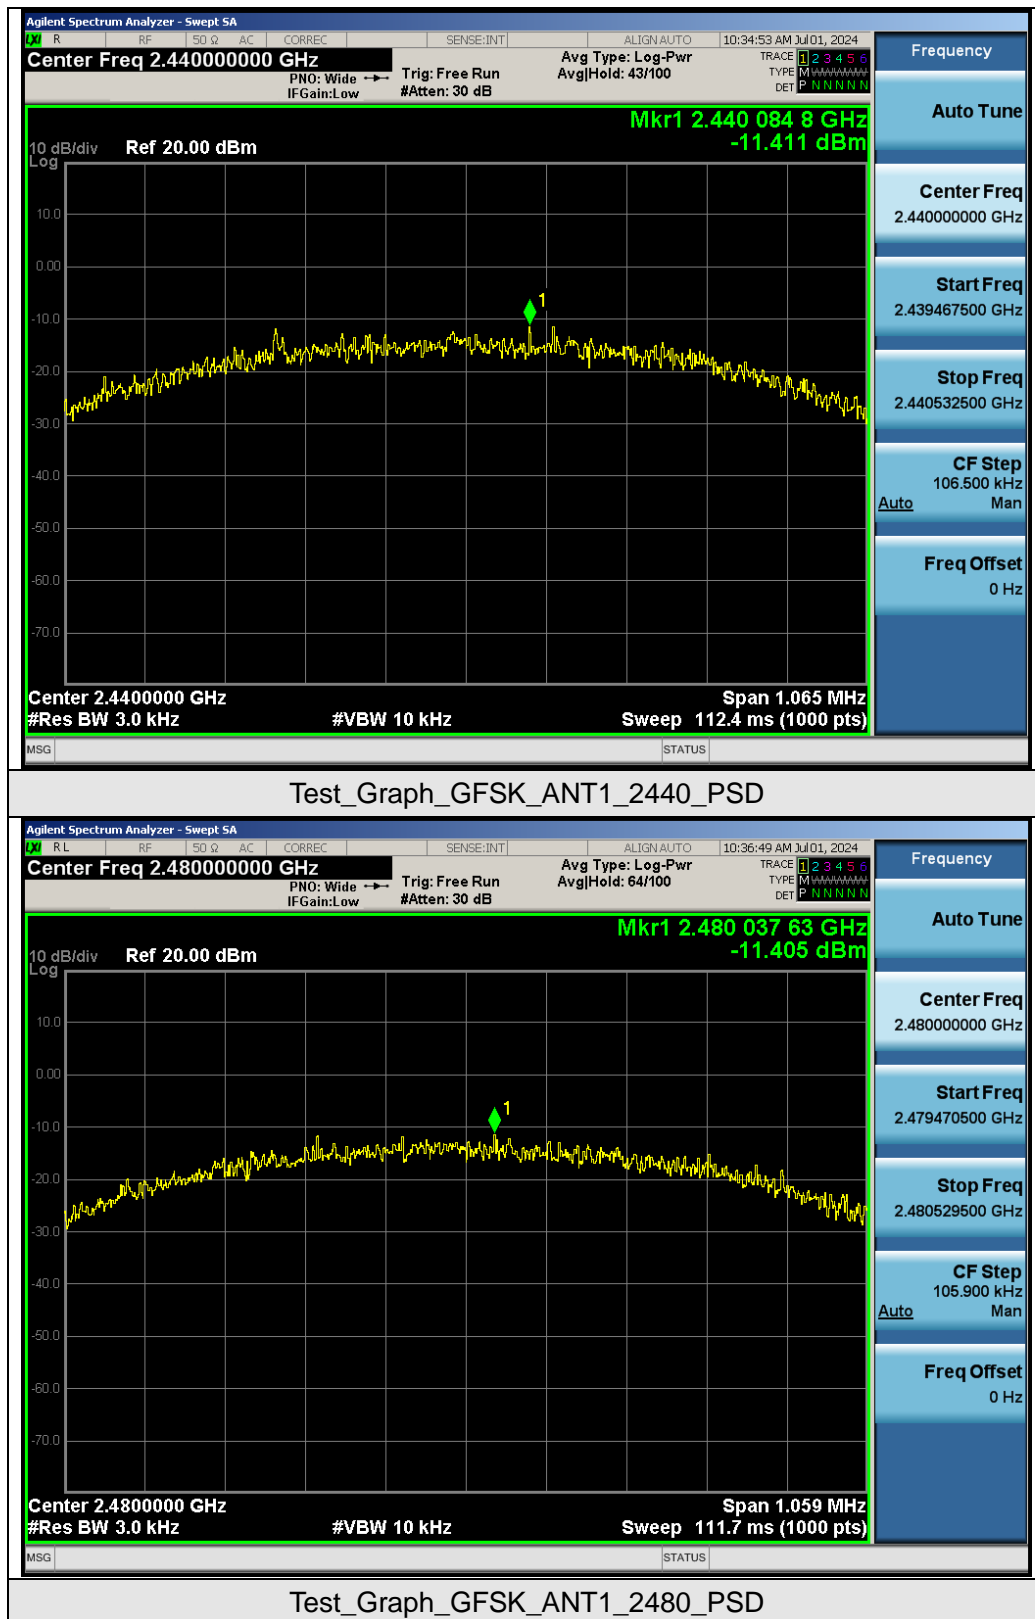 Agilent Spectrum Analyzer - Swept SA
LXI R RF 50 Ω AC CORREC SENSE:INT ALIGN AUTO 10:34:53 AM Jul 01, 2024
Center Freq 2.440000000 GHz
PNO: Wide
IFGain:Low
Trig: Free Run
#Atten: 30 dB
Avg Type: Log-Pwr
Avg|Hold: 43/100
TRACE 1 2 3 4 5 6
TYPE M W W W W W
DET P N N N N N
Mkr1 2.440 084 8 GHz
-11.411 dBm
10 dB/div Ref 20.00 dBm
Log
10.0
0.00
-10.0
-20.0
-30.0
-40.0
-50.0
-60.0
-70.0
1
Center 2.4400000 GHz Span 1.065 MHz
#Res BW 3.0 kHz #VBW 10 kHz Sweep 112.4 ms (1000 pts)
MSG STATUS
Frequency
Auto Tune
Center Freq
2.440000000 GHz
Start Freq
2.439467500 GHz
Stop Freq
2.440532500 GHz
CF Step
106.500 kHz
Auto Man
Freq Offset
0 Hz
Test_Graph_GFSK_ANT1_2440_PSD
Agilent Spectrum Analyzer - Swept SA
LXI R L RF 50 Ω AC CORREC SENSE:INT ALIGN AUTO 10:36:49 AM Jul 01, 2024
Center Freq 2.480000000 GHz
PNO: Wide
IFGain:Low
Trig: Free Run
#Atten: 30 dB
Avg Type: Log-Pwr
Avg|Hold: 64/100
TRACE 1 2 3 4 5 6
TYPE M W W W W W
DET P N N N N N
Mkr1 2.480 037 63 GHz
-11.405 dBm
10 dB/div Ref 20.00 dBm
Log
10.0
0.00
-10.0
-20.0
-30.0
-40.0
-50.0
-60.0
-70.0
1
Center 2.4800000 GHz Span 1.059 MHz
#Res BW 3.0 kHz #VBW 10 kHz Sweep 111.7 ms (1000 pts)
MSG STATUS
Frequency
Auto Tune
Center Freq
2.480000000 GHz
Start Freq
2.479470500 GHz
Stop Freq
2.480529500 GHz
CF Step
105.900 kHz
Auto Man
Freq Offset
0 Hz
Test_Graph_GFSK_ANT1_2480_PSD